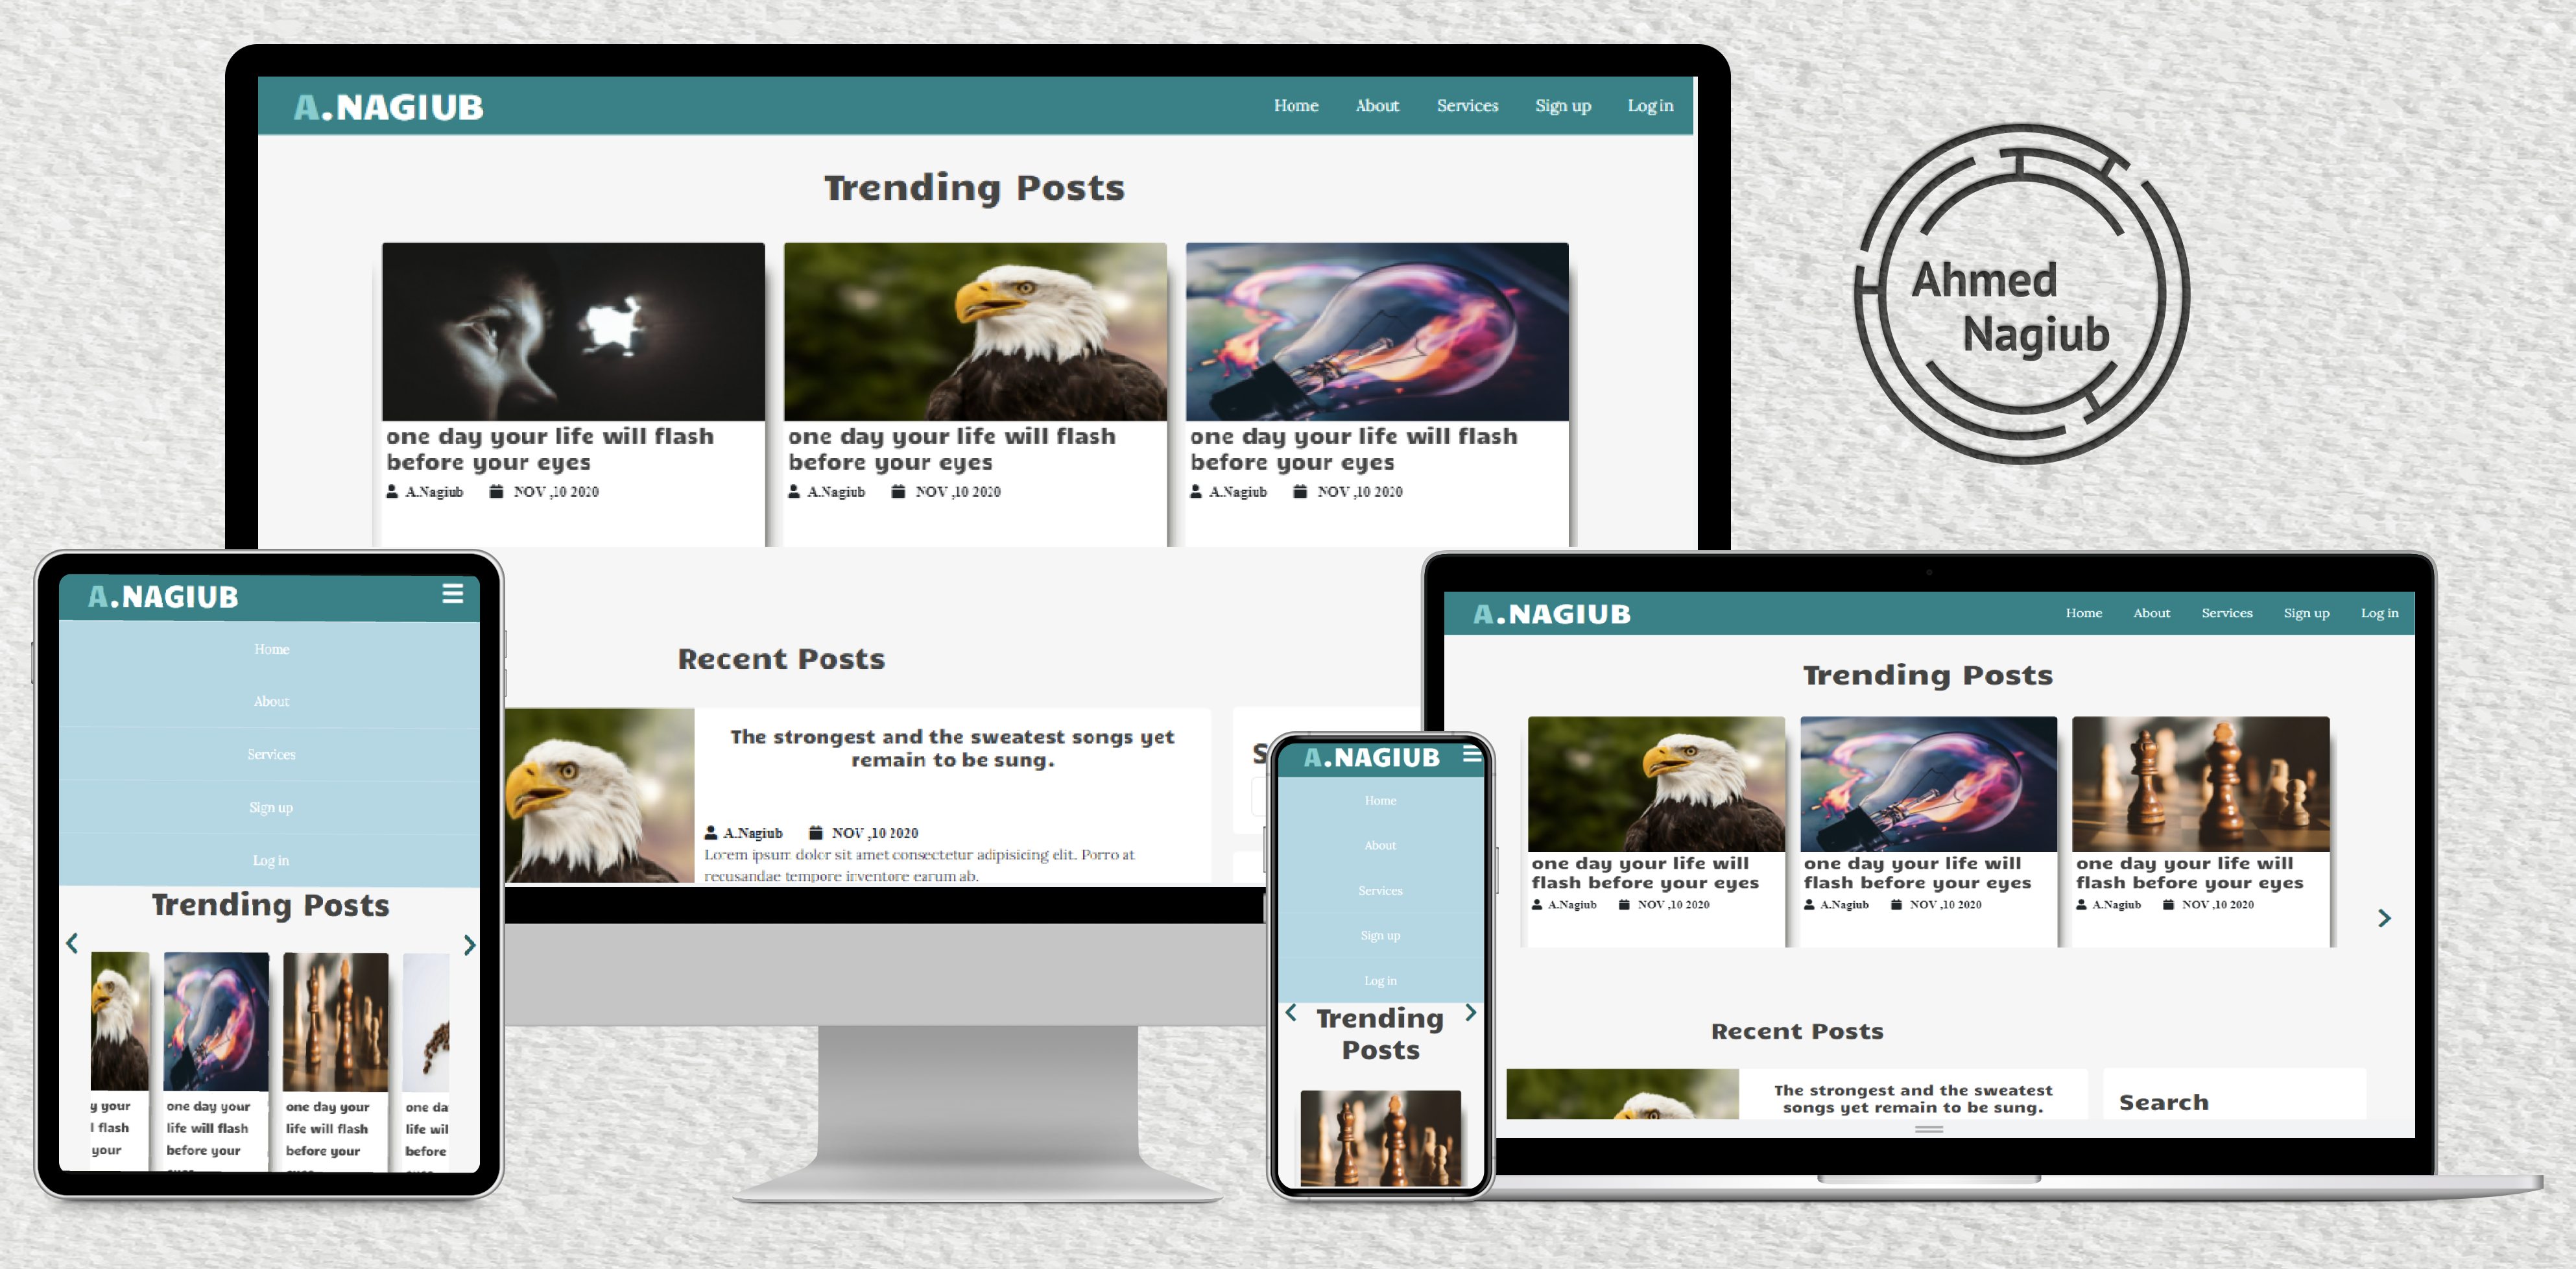 A.NAGIUB
Home About Services Sign up Log in
Trending Posts
one day your life will flash
before your eyes
A.Nagiub NOV ,10 2020
one day your life will flash
before your eyes
A.Nagiub NOV ,10 2020
one day your life will flash
before your eyes
A.Nagiub NOV ,10 2020
Recent Posts
The strongest and the sweatest songs yet
remain to be sung.
A.Nagiub NOV ,10 2020
Lorem ipsum dolor sit amet consectetur adipisicing elit. Porro at
recusandae tempore inventore earum ab.
S
Ahmed
Nagiub
A.NAGIUB
Home
About
Services
Sign up
Log in
Trending Posts
y your
l flash
your
one day your
life will flash
before your
one day your
life will flash
before your
one da
life wil
before
A.NAGIUB
Home
About
Services
Sign up
Log in
Trending
Posts
A.NAGIUB
Home About Services Sign up Log in
Trending Posts
one day your life will
flash before your eyes
A.Nagiub NOV ,10 2020
one day your life will
flash before your eyes
A.Nagiub NOV ,10 2020
one day your life will
flash before your eyes
A.Nagiub NOV ,10 2020
Recent Posts
The strongest and the sweatest
songs yet remain to be sung.
Search